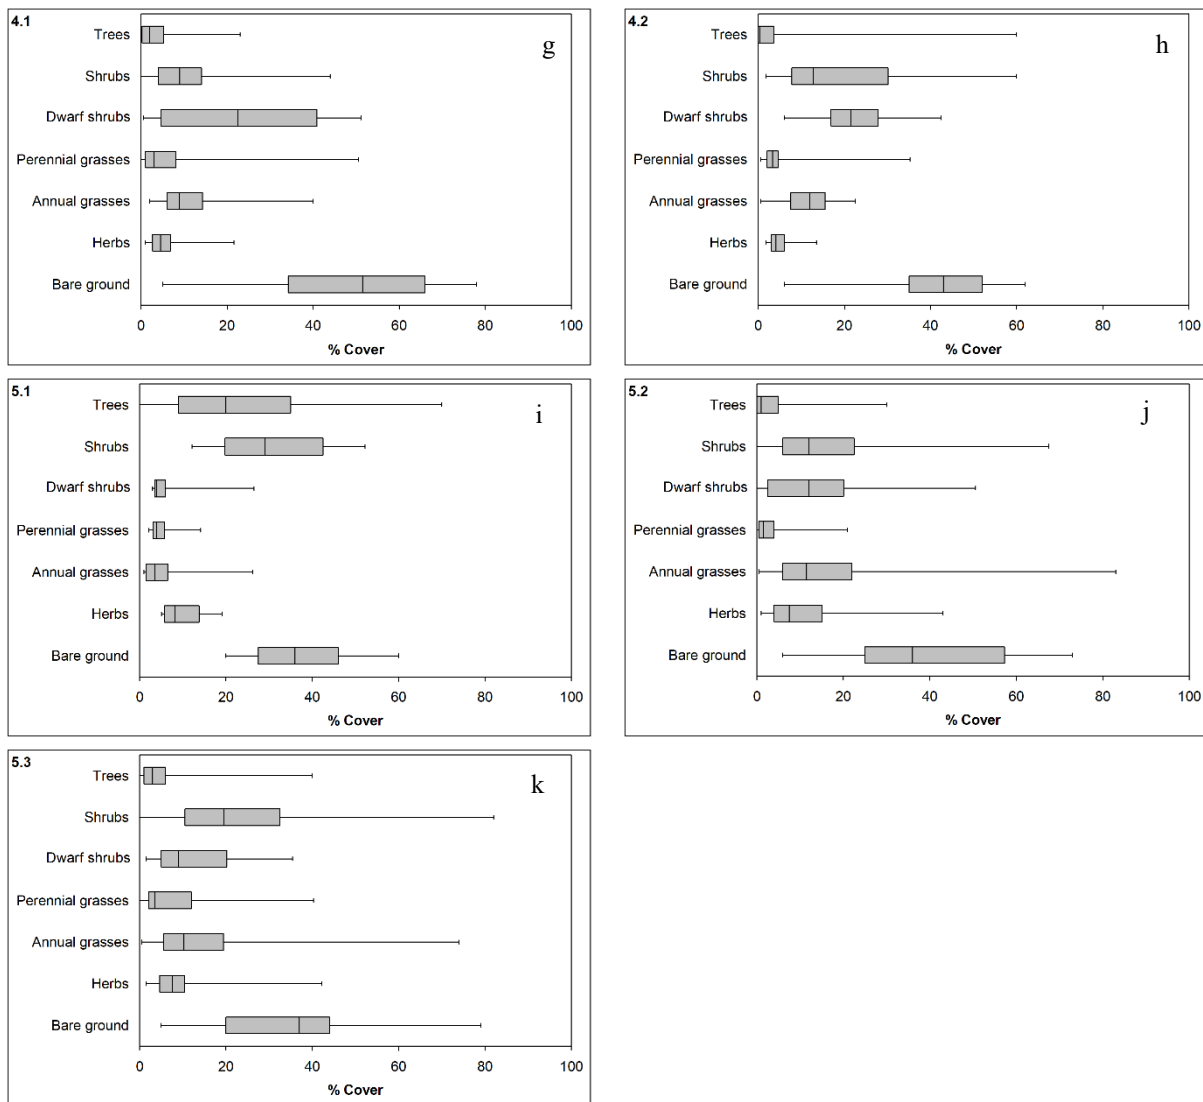 4.1
g
Trees
Shrubs
Dwarf shrubs
Perennial grasses
Annual grasses
Herbs
Bare ground
0 20 40 60 80 100
% Cover
4.2
h
Trees
Shrubs
Dwarf shrubs
Perennial grasses
Annual grasses
Herbs
Bare ground
0 20 40 60 80 100
% Cover
5.1
i
Trees
Shrubs
Dwarf shrubs
Perennial grasses
Annual grasses
Herbs
Bare ground
0 20 40 60 80 100
% Cover
5.2
j
Trees
Shrubs
Dwarf shrubs
Perennial grasses
Annual grasses
Herbs
Bare ground
0 20 40 60 80 100
% Cover
5.3
k
Trees
Shrubs
Dwarf shrubs
Perennial grasses
Annual grasses
Herbs
Bare ground
0 20 40 60 80 100
% Cover